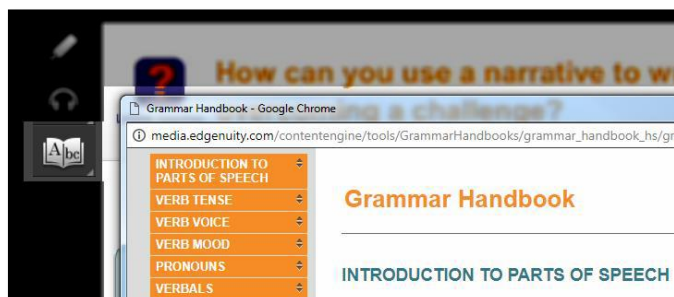 ?
How can you use a narrative to w
ing a challenge?
Grammar Handbook - Google Chrome
media.edgenuity.com/contentengine/tools/GrammarHandbooks/grammar_handbook_hs/gr
Abc
INTRODUCTION TO
PARTS OF SPEECH
VERB TENSE
VERB VOICE
VERB MOOD
PRONOUNS
VERBALS
Grammar Handbook
INTRODUCTION TO PARTS OF SPEECH